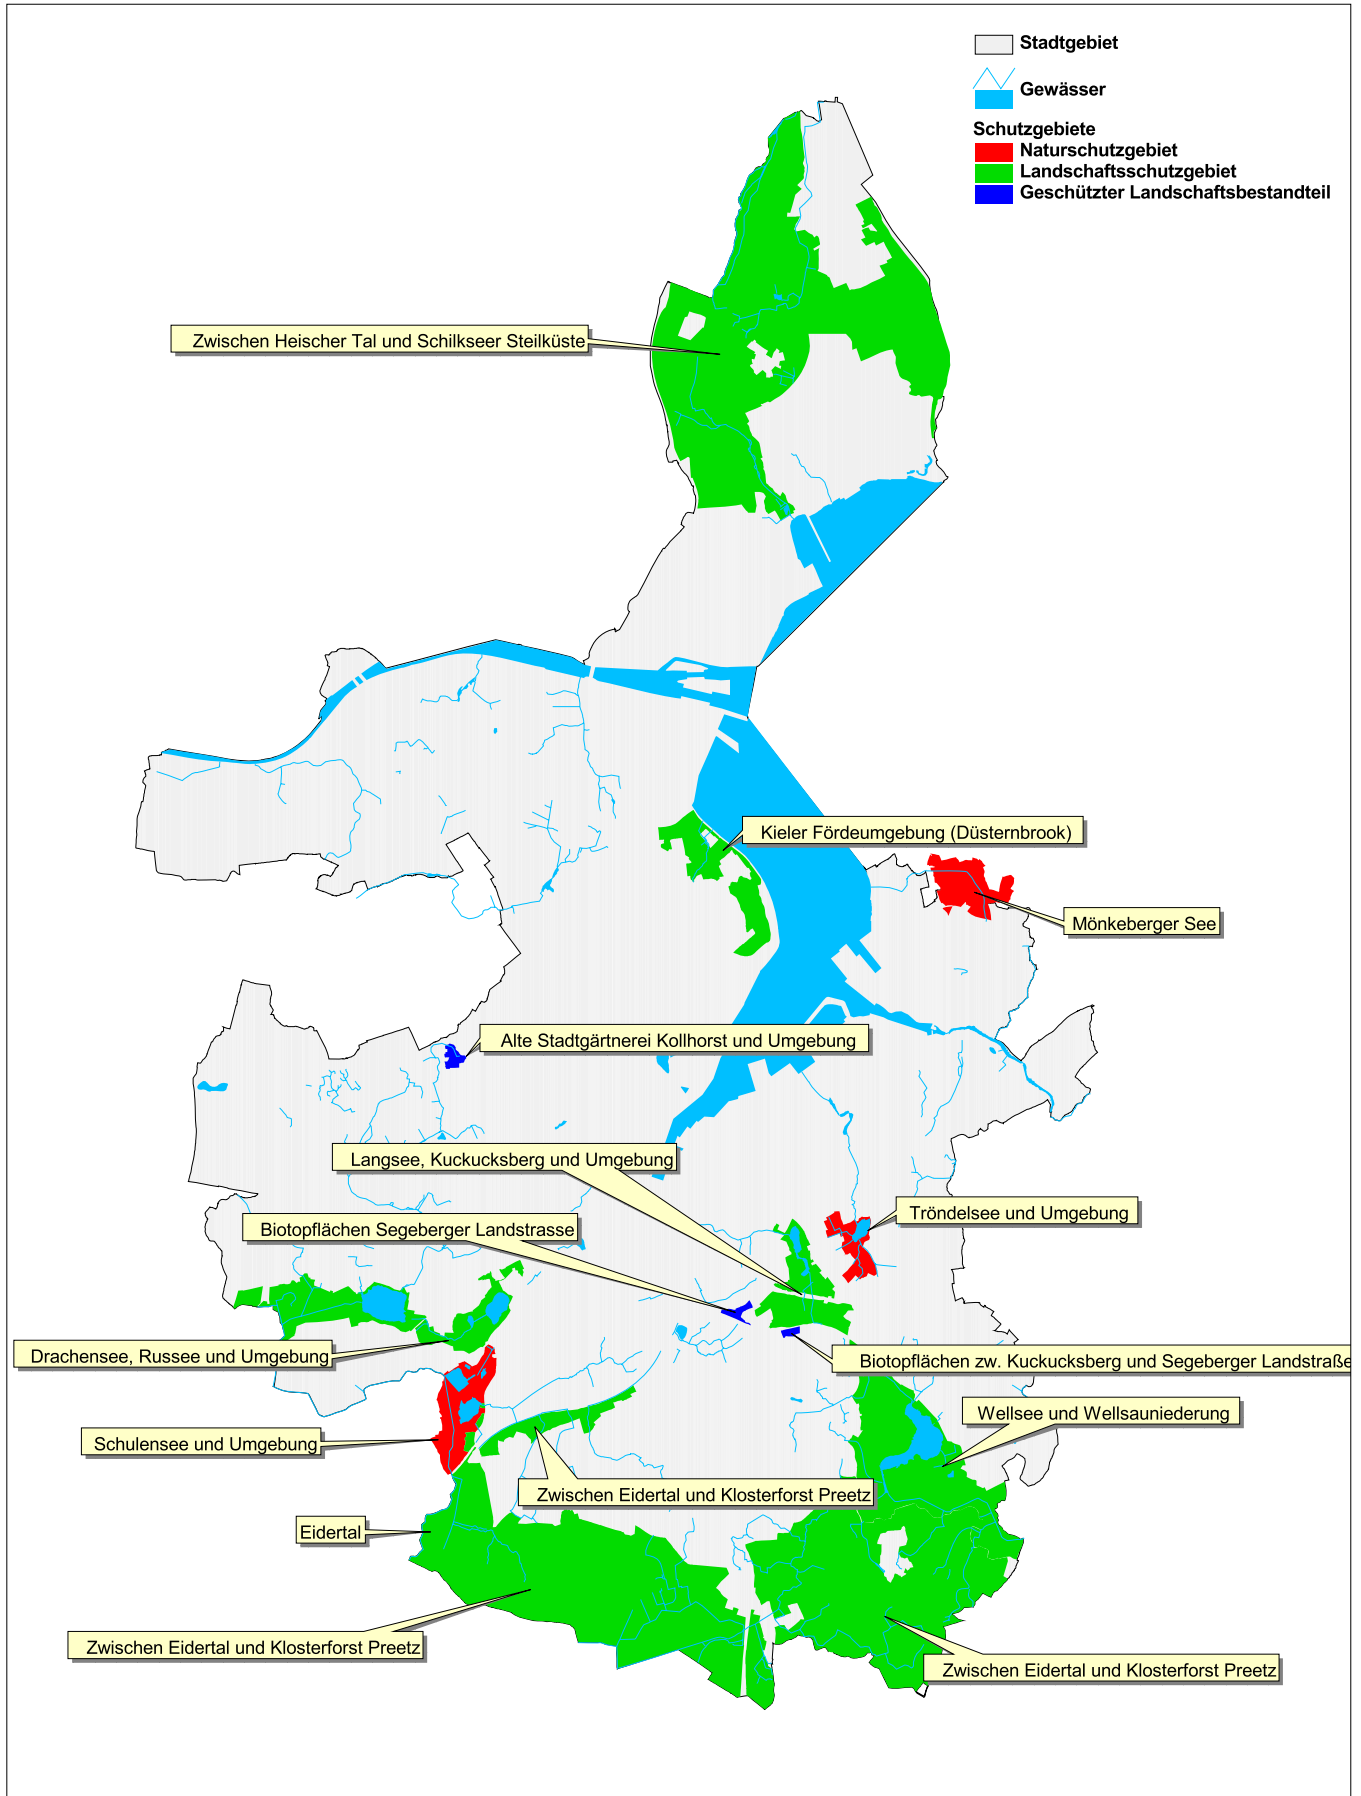 Stadtgebiet
Gewässer
Schutzgebiete
Naturschutzgebiet
Landschaftsschutzgebiet
Geschützter Landschaftsbestandteil
Zwischen Heischer Tal und Schilkseer Steilküste
Kieler Fördeumgebung (Düsternbrook)
Mönkeberger See
Alte Stadtgärtnerei Kollhorst und Umgebung
Langsee, Kuckucksberg und Umgebung
Tröndelsee und Umgebung
Biotopflächen Segeberger Landstrasse
Drachensee, Russee und Umgebung
Biotopflächen zw. Kuckucksberg und Segeberger Landstraße
Wellsee und Wellsauniederung
Schulensee und Umgebung
Zwischen Eidertal und Klosterforst Preetz
Eidertal
Zwischen Eidertal und Klosterforst Preetz
Zwischen Eidertal und Klosterforst Preetz